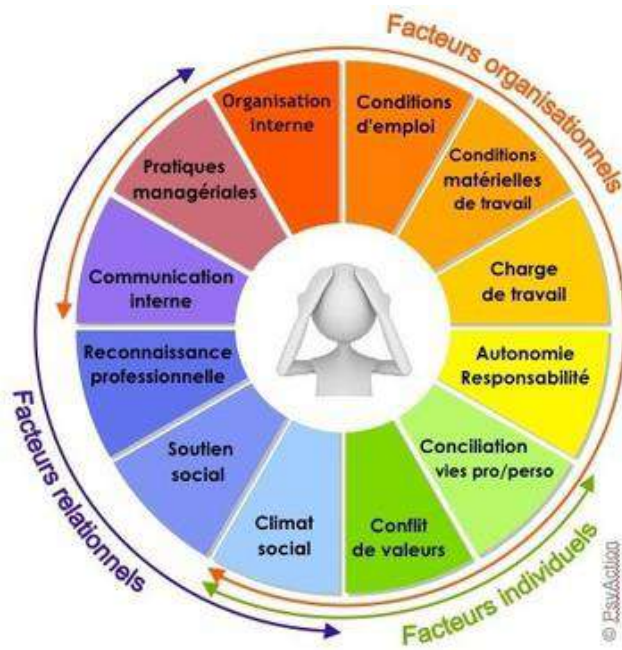 Facteurs organisationnels
Organisation
interne
Conditions
d'emploi
Conditions
matérielles
de travail
Charge
de travail
Autonomie
Responsabilité
Conciliation
vies pro/perso
Conflit
de valeurs
Climat
social
Soutien
social
Reconnaissance
professionnelle
Communication
interne
Pratiques
managériales
Facteurs relationnels
Facteurs individuels
© PsyAction